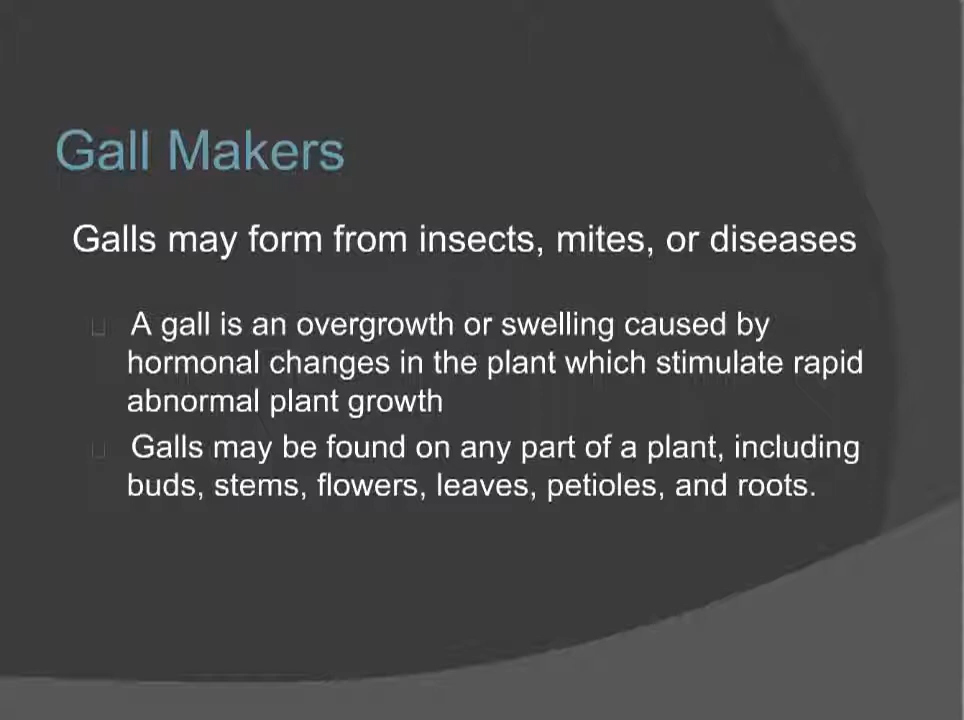 Gall Makers
Galls may form from insects, mites, or diseases
A gall is an overgrowth or swelling caused by
hormonal changes in the plant which stimulate rapid
abnormal plant growth
Galls may be found on any part of a plant, including
buds, stems, flowers, leaves, petioles, and roots.